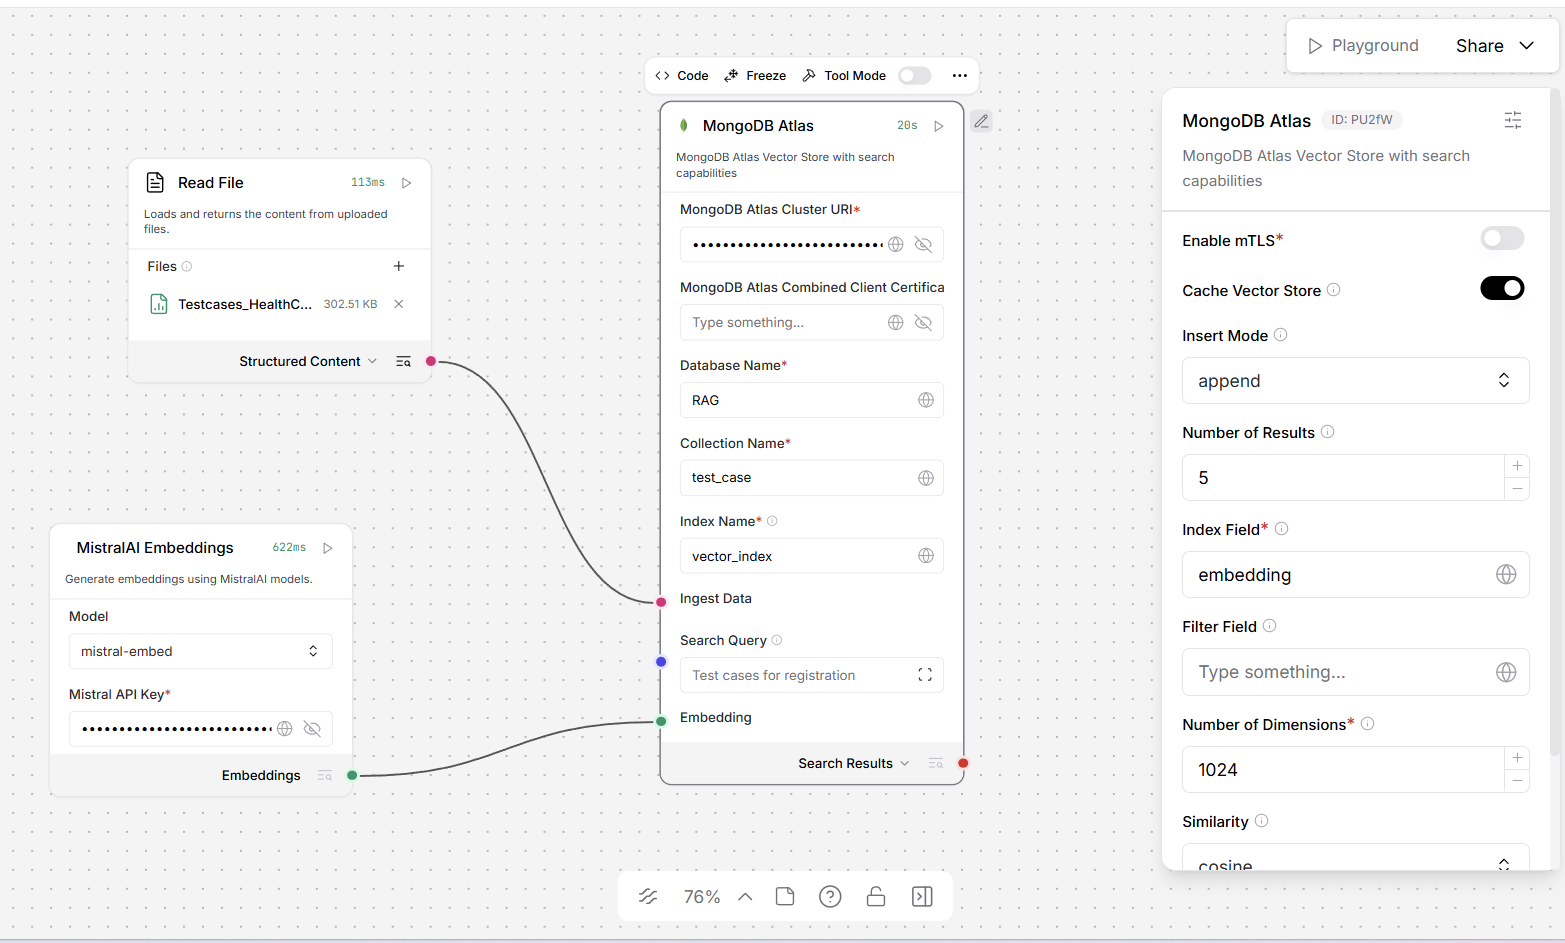 Playground
Share
Code
Freeze
Tool Mode
Read File
113ms
Loads and returns the content from uploaded
files.
Files
Testcases_HealthC...
302.51 KB
Structured Content
MistralAI Embeddings
622ms
Generate embeddings using MistralAI models.
Model
mistral-embed
Mistral API Key*
••••••••••••••••••••••••••
Embeddings
MongoDB Atlas
20s
MongoDB Atlas Vector Store with search
capabilities
MongoDB Atlas Cluster URI*
••••••••••••••••••••••••••
MongoDB Atlas Combined Client Certifica
Type something...
Database Name*
RAG
Collection Name*
test_case
Index Name*
vector_index
Ingest Data
Search Query
Test cases for registration
Embedding
Search Results
MongoDB Atlas
ID: PU2fW
MongoDB Atlas Vector Store with search
capabilities
Enable mTLS*
Cache Vector Store
Insert Mode
append
Number of Results
5
Index Field*
embedding
Filter Field
Type something...
Number of Dimensions*
1024
Similarity
cosine
76%